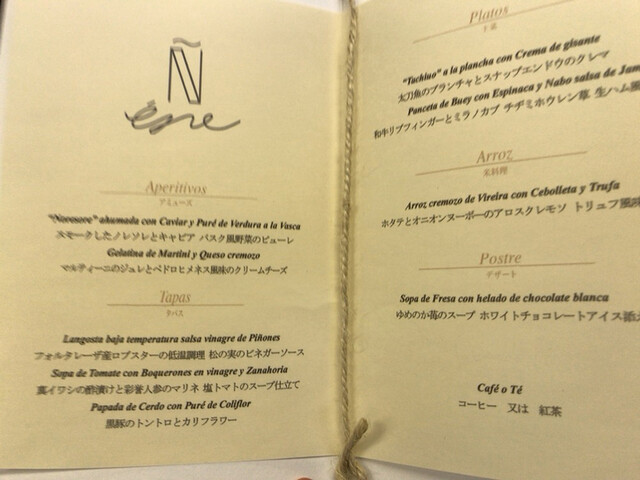 Ñ
eñe
Aperitivos
アミューズ
"Noresore" ahumada con Caviar y Puré de Verdura a la Vasca
スモークしたノレソレとキャビア バスク風野菜のピューレ
Gelatina de Martini y Queso cremozo
マルティーニのジュレとペドロヒメネス風味のクリームチーズ
Tapas
タパス
Langosta baja temperatura salsa vinagre de Piñones
フォルタレーザ産ロブスターの低温調理 松の実のビネガーソース
Sopa de Tomate con Boquerones en vinagre y Zanahoria
真イワシの酢漬けと彩誉人参のマリネ 塩トマトのスープ仕立て
Papada de Cerdo con Puré de Coliflor
黒豚のトントロとカリフラワー
Platos
主菜
"Tachiuo" a la plancha con Crema de gisante
太刀魚のプランチャとスナップエンドウのクレマ
Panceta de Buey con Espinaca y Nabo salsa de Jam
和牛リブフィンガーとミラノカブ チヂミホウレン草 生ハム風
Arroz
米料理
Arroz cremozo de Vireira con Cebolleta y Trufa
ホタテとオニオンヌーボーのアロスクレモソ トリュフ風味
Postre
デザート
Sopa de Fresa con helado de chocolate blanca
ゆめのか苺のスープ ホワイトチョコレートアイス添え
Café o Té
コーヒー 又は 紅茶